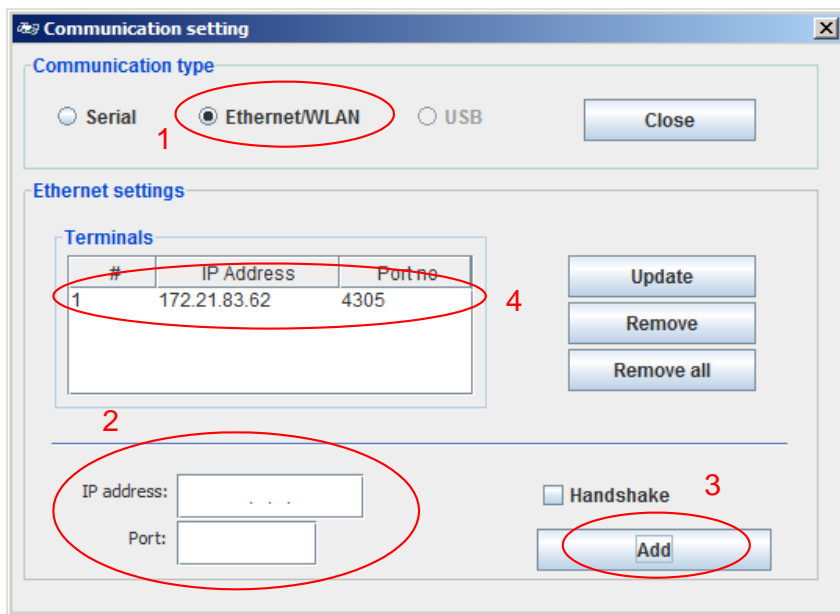 Communication setting
Communication type
1 Serial Ethernet/WLAN USB Close
Ethernet settings
Terminals
# IP Address Port no
1 172.21.83.62 4305
4
Update
Remove
Remove all
2
IP address: . . .
Port:
Handshake 3
Add